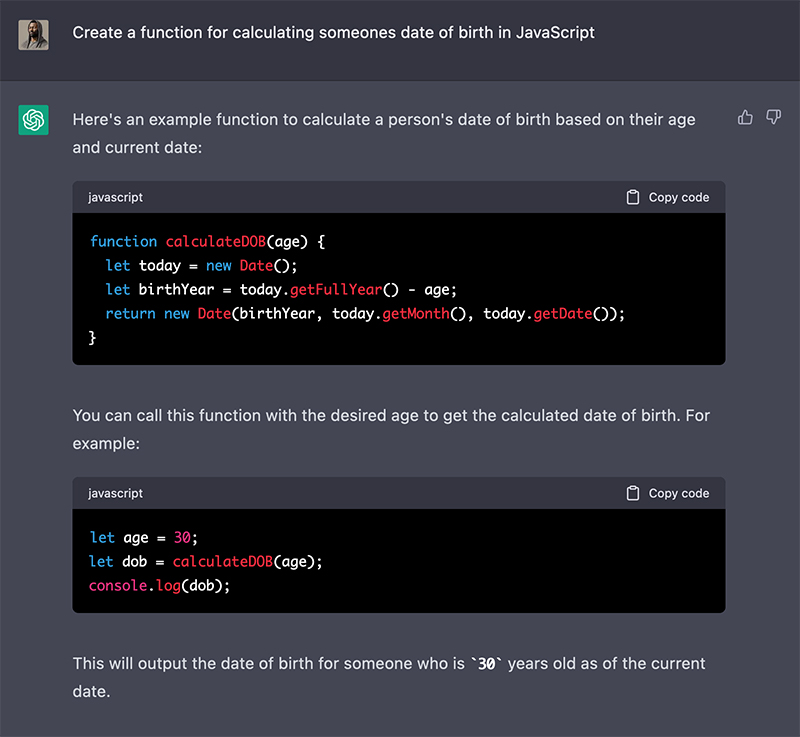 Create a function for calculating someones date of birth in JavaScript
Here's an example function to calculate a person's date of birth based on their age
and current date:
javascript
Copy code
function calculateDOB(age) {
  let today = new Date();
  let birthYear = today.getFullYear() - age;
  return new Date(birthYear, today.getMonth(), today.getDate());
}
You can call this function with the desired age to get the calculated date of birth. For
example:
javascript
Copy code
let age = 30;
let dob = calculateDOB(age);
console.log(dob);
This will output the date of birth for someone who is `30` years old as of the current
date.